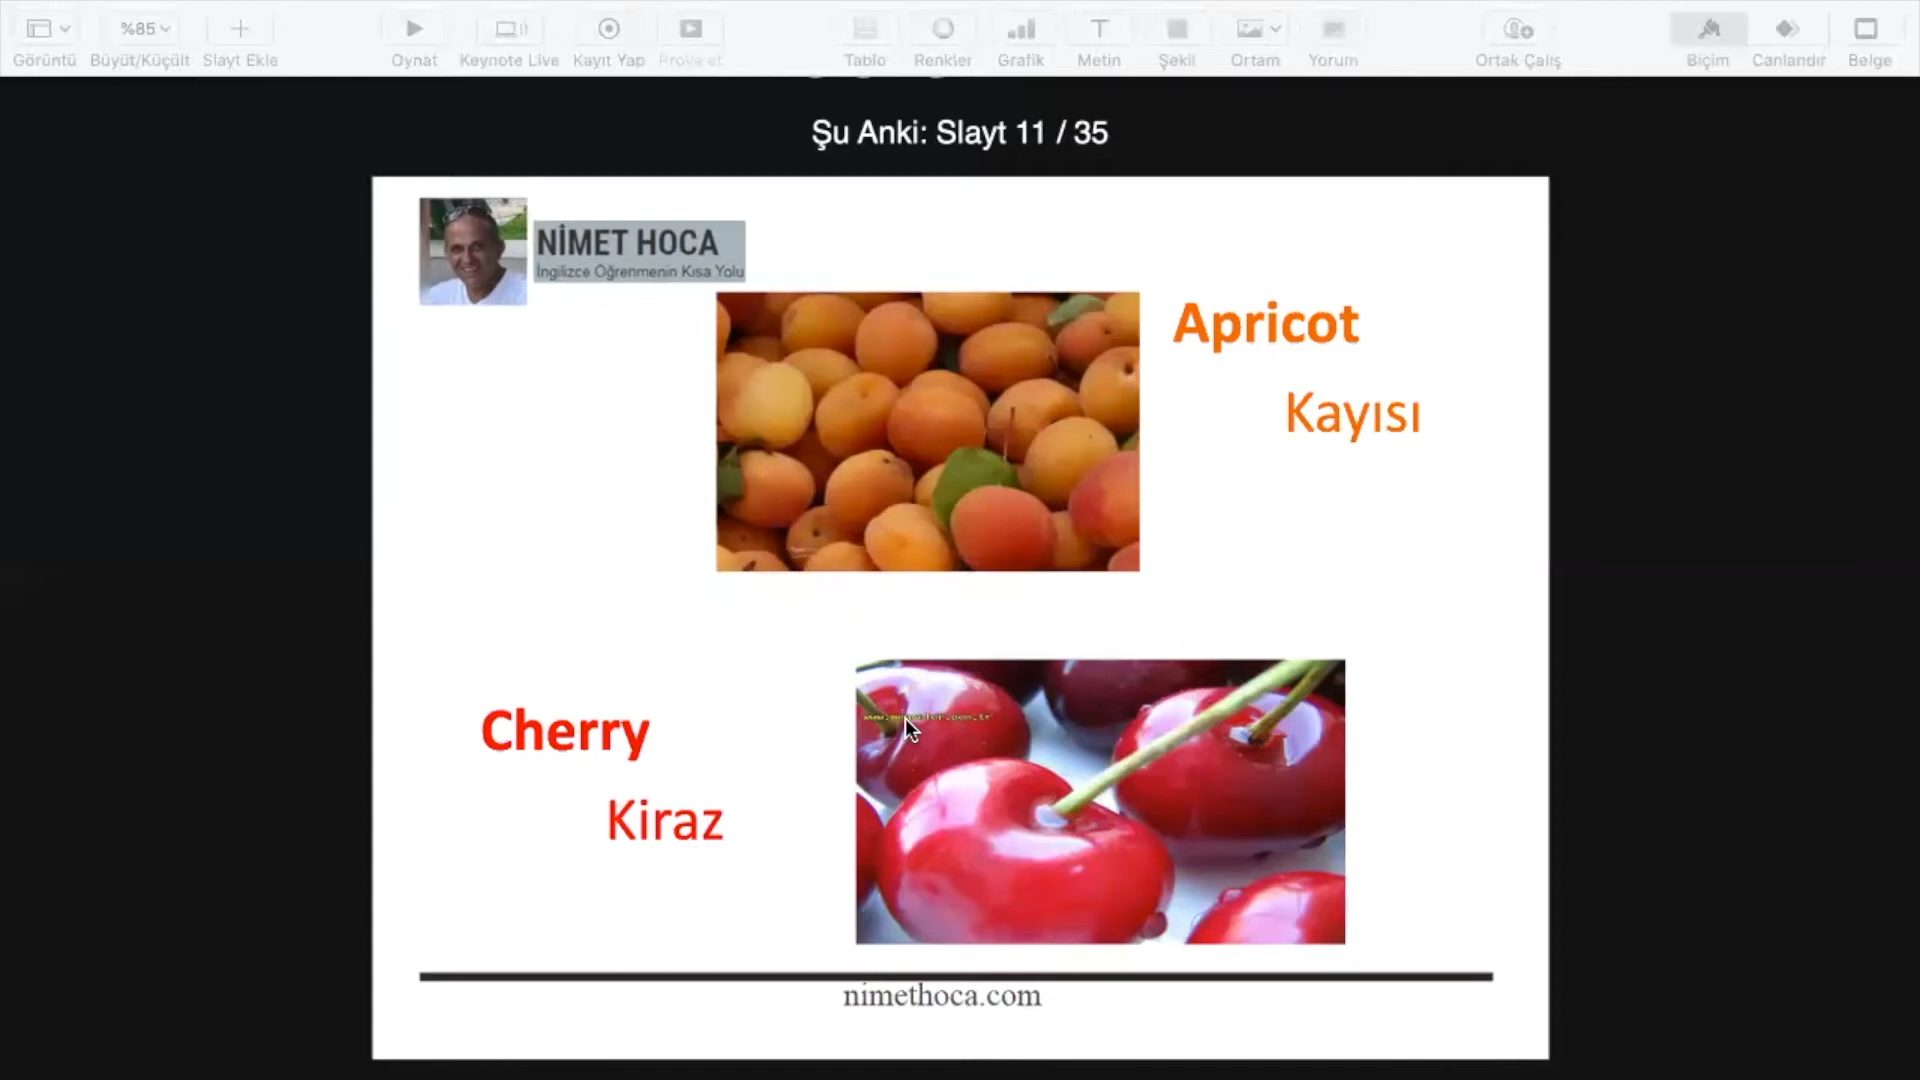 %85
Görüntü
Büyüt/Küçült
Slayt Ekle
Oynat
Keynote Live
Kayıt Yap
Prova et
Tablo
Renkler
Grafik
T
Metin
Şekil
Ortam
Yorum
Ortak Çalış
Biçim
Canlandır
Belge
Şu Anki: Slayt 11 / 35
NİMET HOCA
İngilizce Öğrenmenin Kısa Yolu
Apricot
Kayısı
Cherry
Kiraz
nimethoca.com